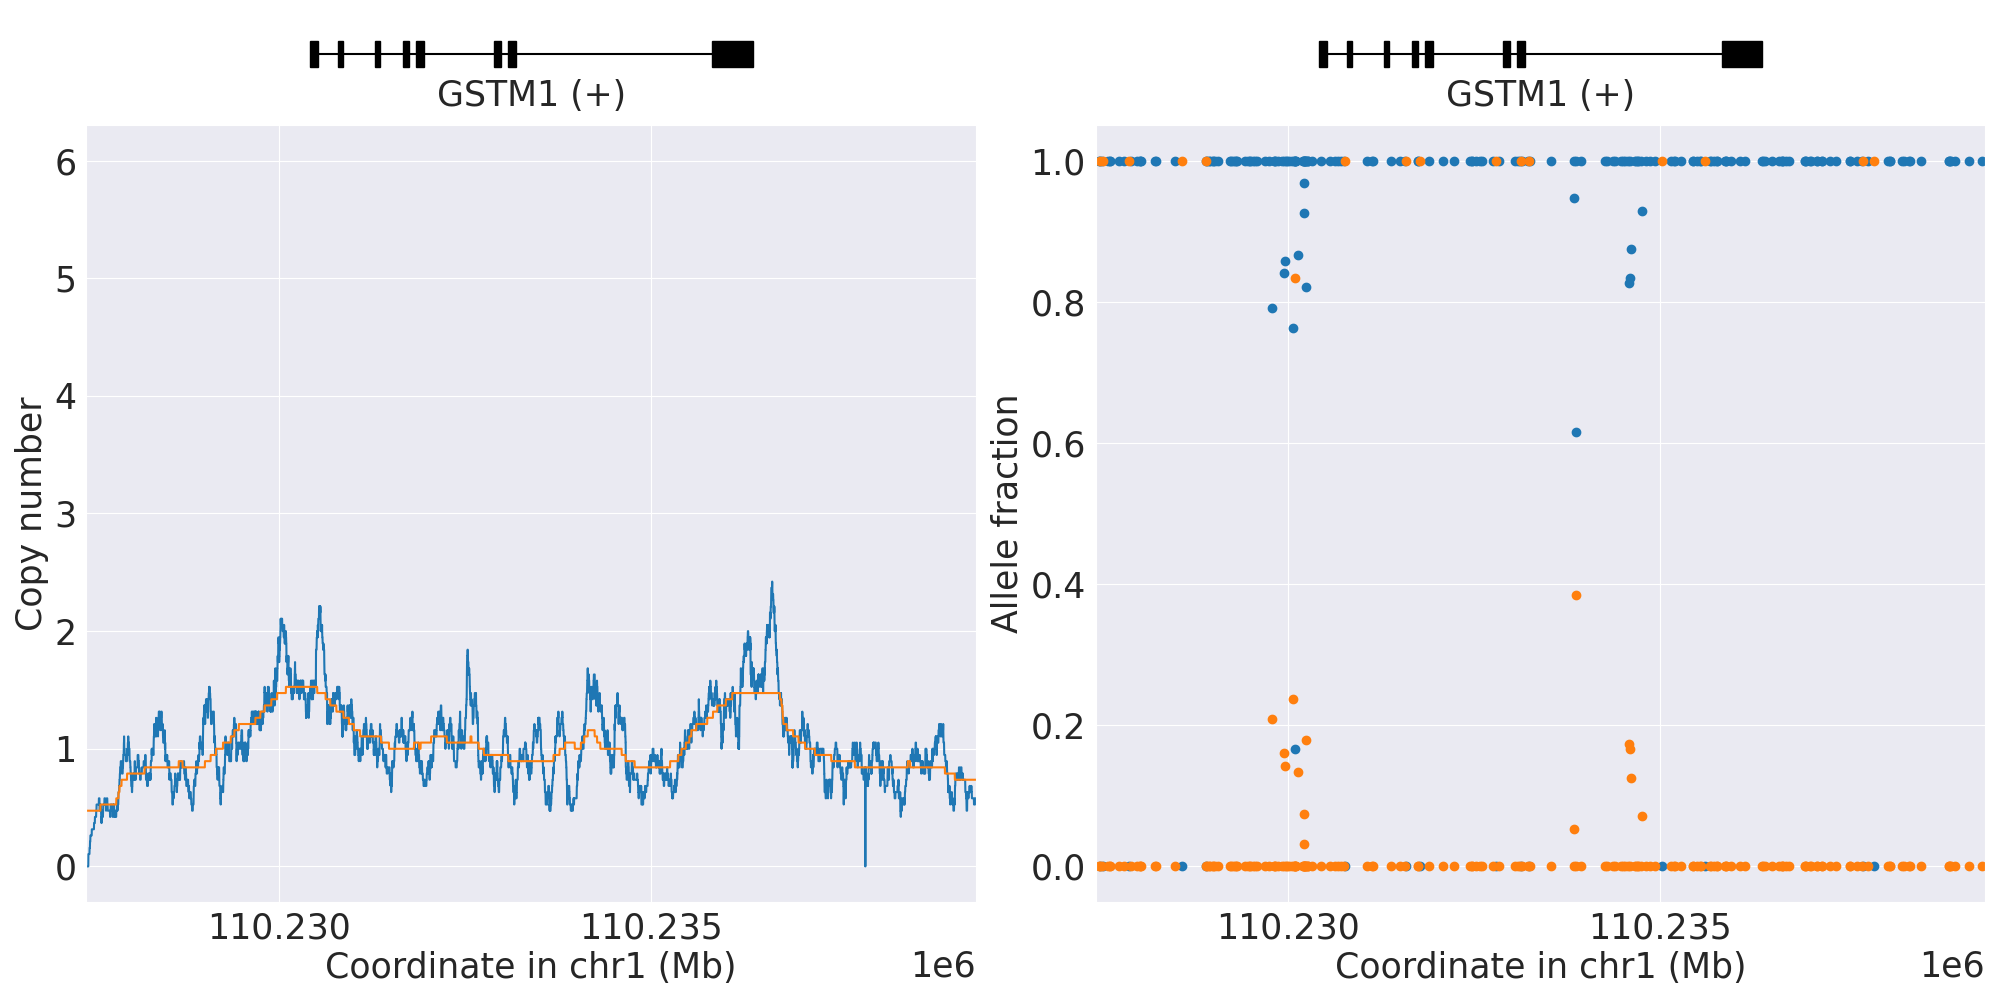 GSTM1 (+)
6
5
4
3
2
1
0
Copy number
110.230
110.235
Coordinate in chr1 (Mb)
1e6
GSTM1 (+)
1.0
0.8
0.6
0.4
0.2
0.0
Allele fraction
110.230
110.235
Coordinate in chr1 (Mb)
1e6